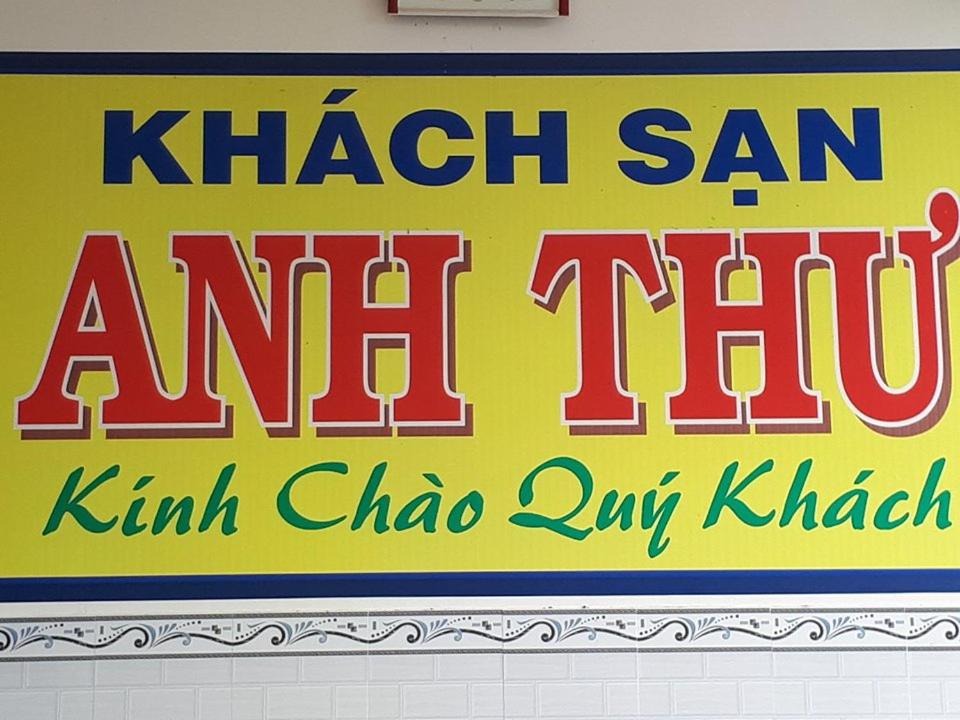 KHÁCH SẠN
ANH THƯ
Kính Chào Quý Khách